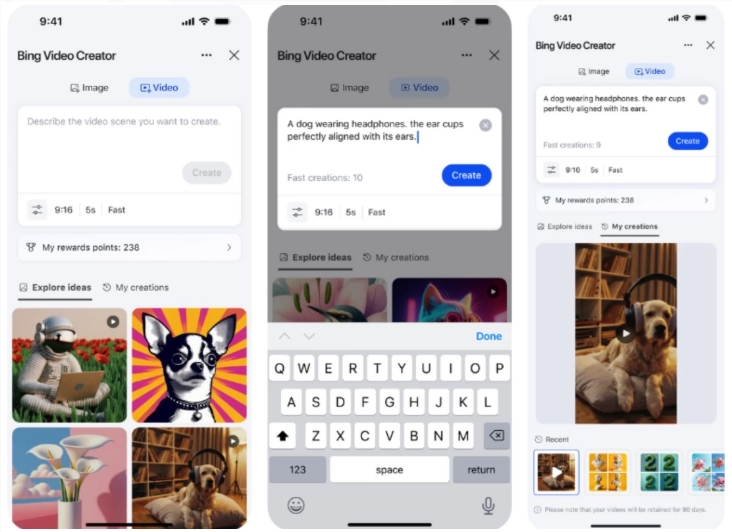 9:41
Bing Video Creator
Image
Video
Describe the video scene you want to create.
Create
9:16 5s Fast
My rewards points: 238
Explore ideas
My creations
9:41
Bing Video Creator
Image
Video
A dog wearing headphones. the ear cups
perfectly aligned with its ears.
Fast creations: 10
Create
9:16 5s Fast
Explore ideas
My creations
Done
Q W E R T Y U I O P
A S D F G H J K L
Z X C V B N M
123 space return
9:41
Bing Video Creator
Image
Video
A dog wearing headphones. the ear cups
perfectly aligned with its ears.
Fast creations: 9
Create
9:16 5s Fast
My rewards points: 238
Explore ideas
My creations
Recent
2 2
2 2
Please note that your videos will be retained for 90 days.